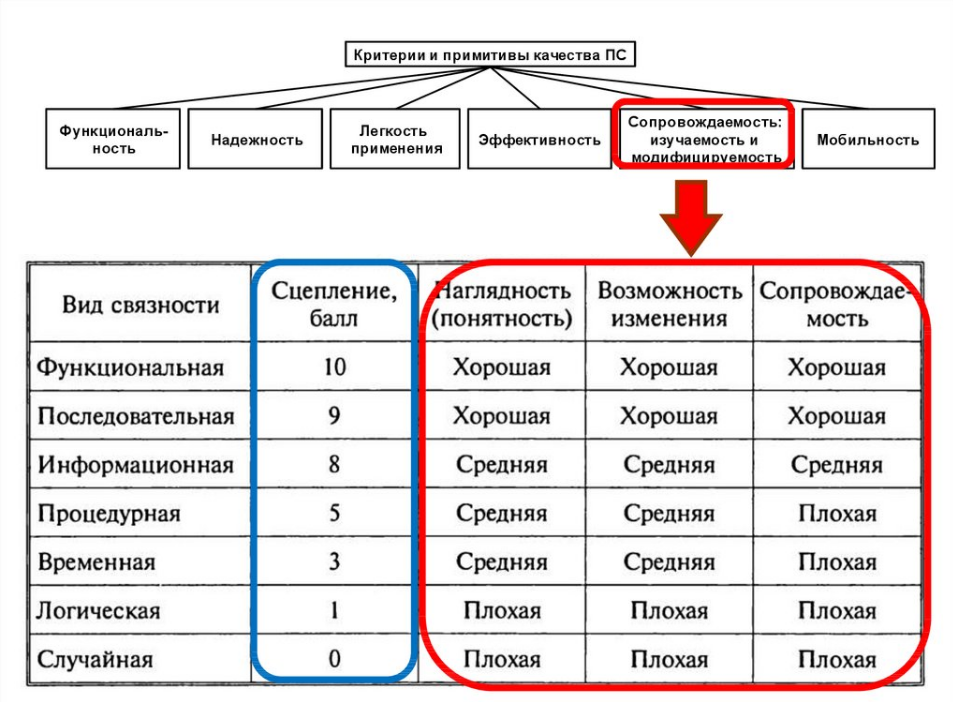 Критерии и примитивы качества ПС
Функциональ-
ность
Надежность
Легкость
применения
Эффективность
Сопровождаемость:
изучаемость и
модифицируемость
Мобильность
Вид связности
Сцепление,
балл
Наглядность
(понятность)
Возможность
изменения
Сопровождае-
мость
Функциональная 10 Хорошая Хорошая Хорошая
Последовательная 9 Хорошая Хорошая Хорошая
Информационная 8 Средняя Средняя Средняя
Процедурная 5 Средняя Средняя Плохая
Временная 3 Средняя Средняя Плохая
Логическая 1 Плохая Плохая Плохая
Случайная 0 Плохая Плохая Плохая